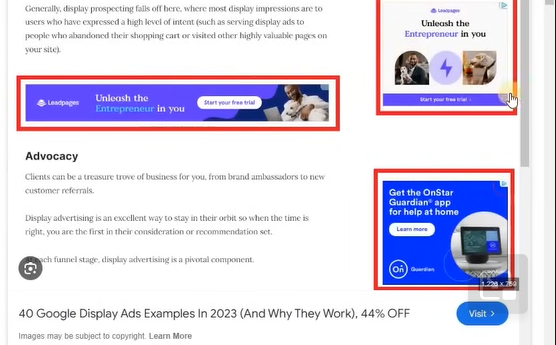 Generally, display prospecting falls off here, where most display impressions are to
users who have expressed a high level of intent (such as serving display ads to
people who abandoned their shopping cart or visited other highly valuable pages on
your site).
Leadpages
Unleash the
Entrepreneur in you
Start your free trial
Leadpages
Unleash the
Entrepreneur in you
Start your free trial
Advocacy
Clients can be a treasure trove of business for you, from brand ambassadors to new
customer referrals.
Display advertising is an excellent way to stay in their orbit so when the time is
right, you are the first in their consideration or recommendation set.
each funnel stage, display advertising is a pivotal component.
Get the OnStar
Guardian® app
for help at home
Learn more
On
Guardian
40 Google Display Ads Examples In 2023 (And Why They Work), 44% OFF
Visit >
Images may be subject to copyright. Learn More